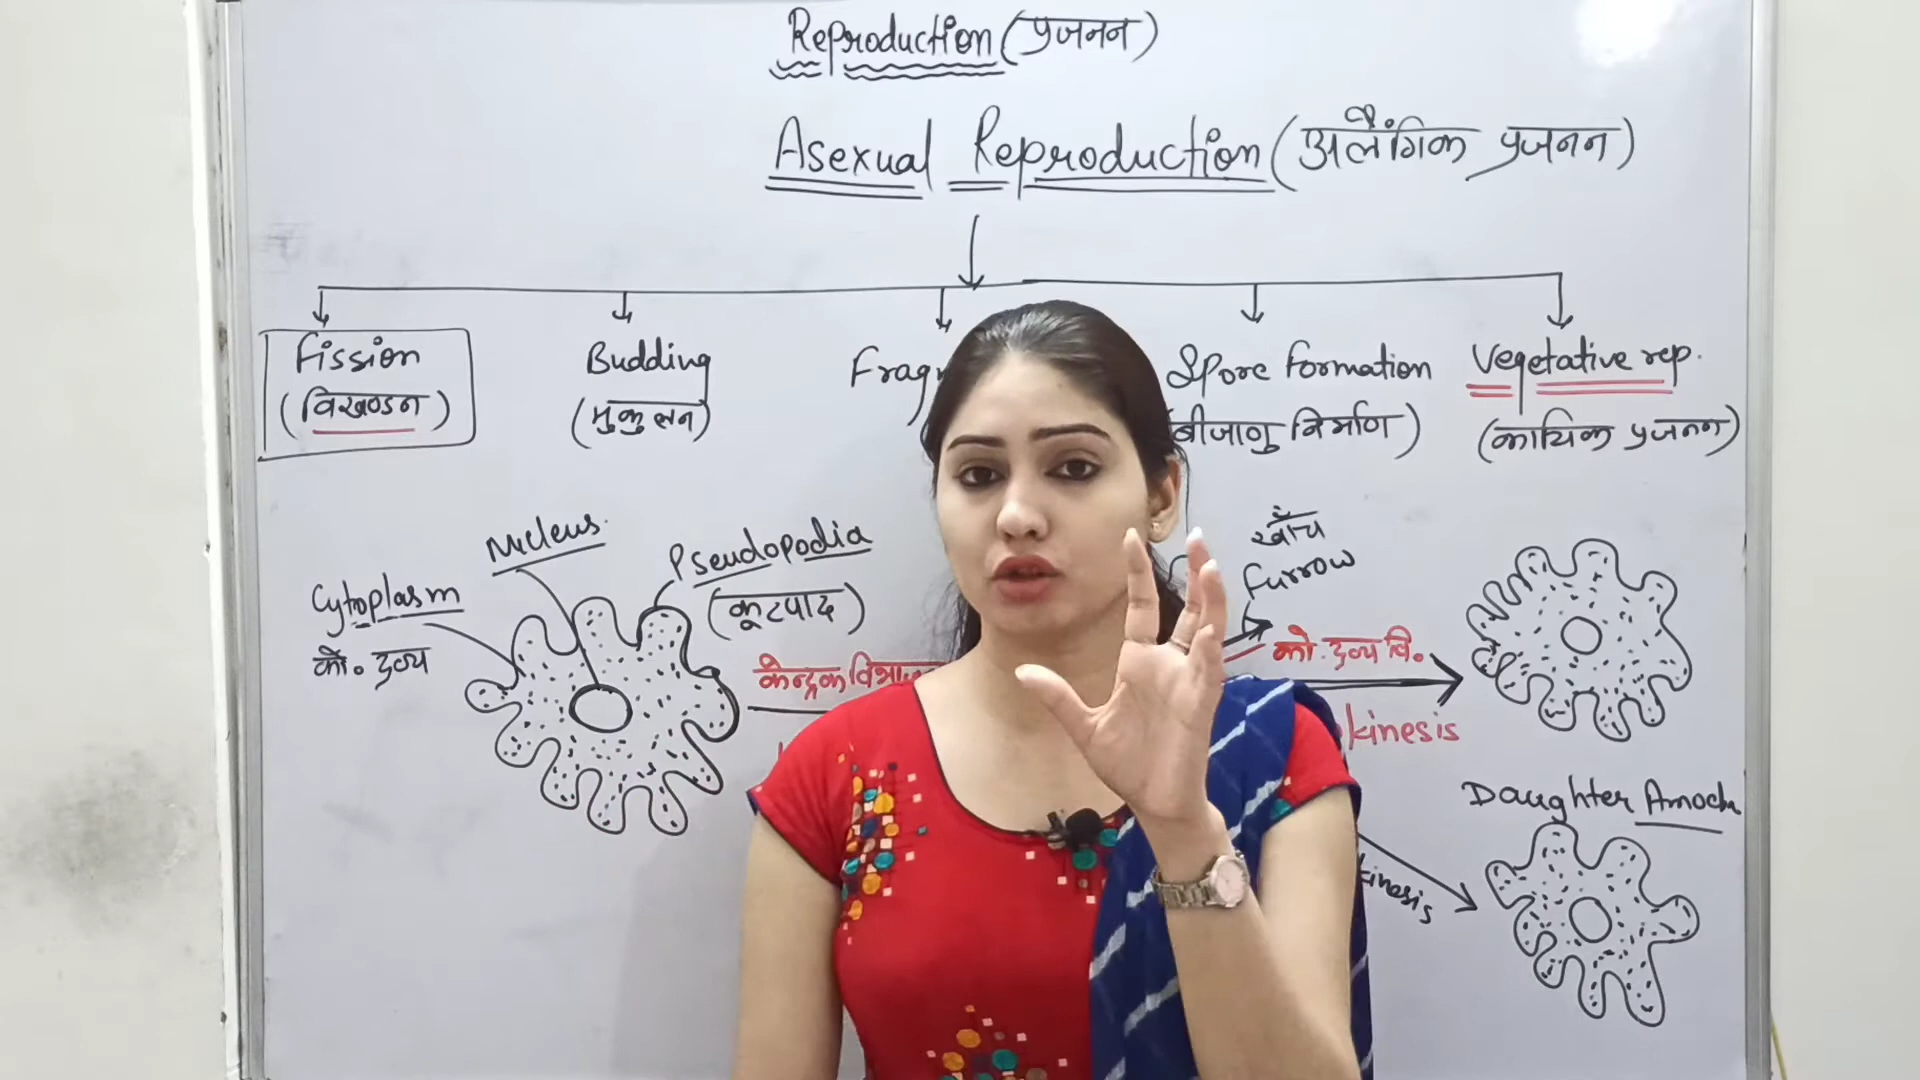 Reproduction (प्रजनन)
Asexual Reproduction (अलैंगिक प्रजनन)
Fission
(विखण्डन)
Budding
(मुकुलन)
Frag
Spore formation
बीजाणु निर्माण)
Vegetative rep.
(कायिक प्रजनन)
Nucleus
Cytoplasm
को. द्रव्य
Pseudopodia
(कूटपाद)
खाँच
furrow
केन्द्रक
को. द्रव्य वि.
kinesis
Daughter Amoeba
kinesis